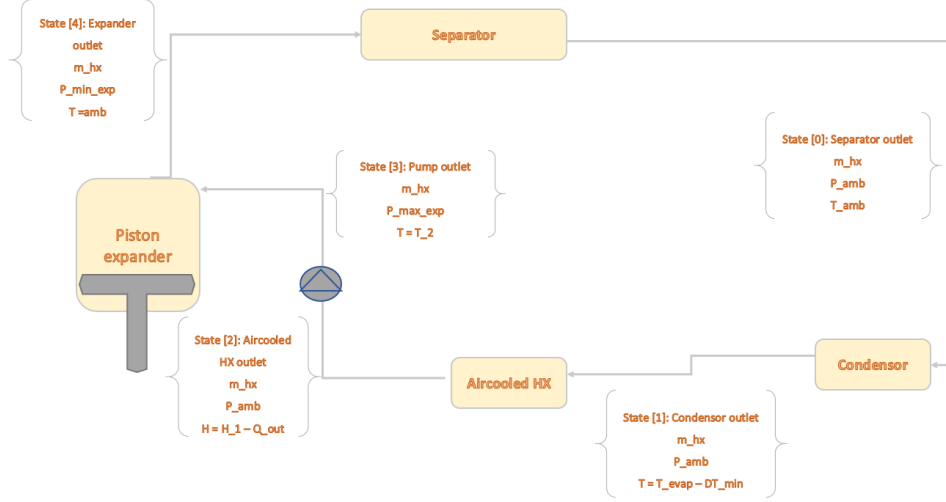 State [4]: Expander
outlet
m_hx
P_min_exp
T =amb
Separator
State [0]: Separator outlet
m_hx
P_amb
T_amb
State [3]: Pump outlet
m_hx
P_max_exp
T = T_2
Piston
expander
State [2]: Aircooled
HX outlet
m_hx
P_amb
H = H_1 – Q_out
Aircooled HX
Condensor
State [1]: Condensor outlet
m_hx
P_amb
T = T_evap – DT_min